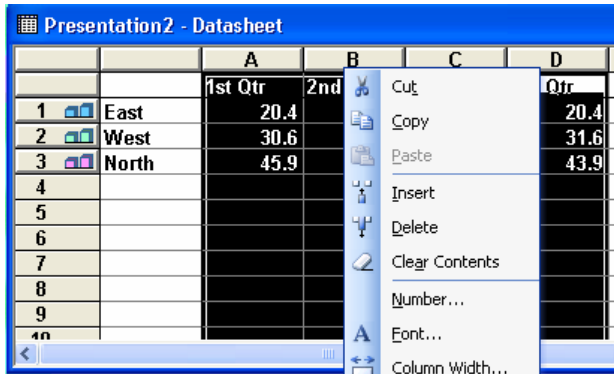 Presentation2 - Datasheet
A B C D
1st Qtr 2nd Qtr
1 East 20.4 20.4
2 West 30.6 31.6
3 North 45.9 43.9
4
5
6
7
8
9
10
Cut
Copy
Paste
Insert
Delete
Clear Contents
Number...
Font...
Column Width...